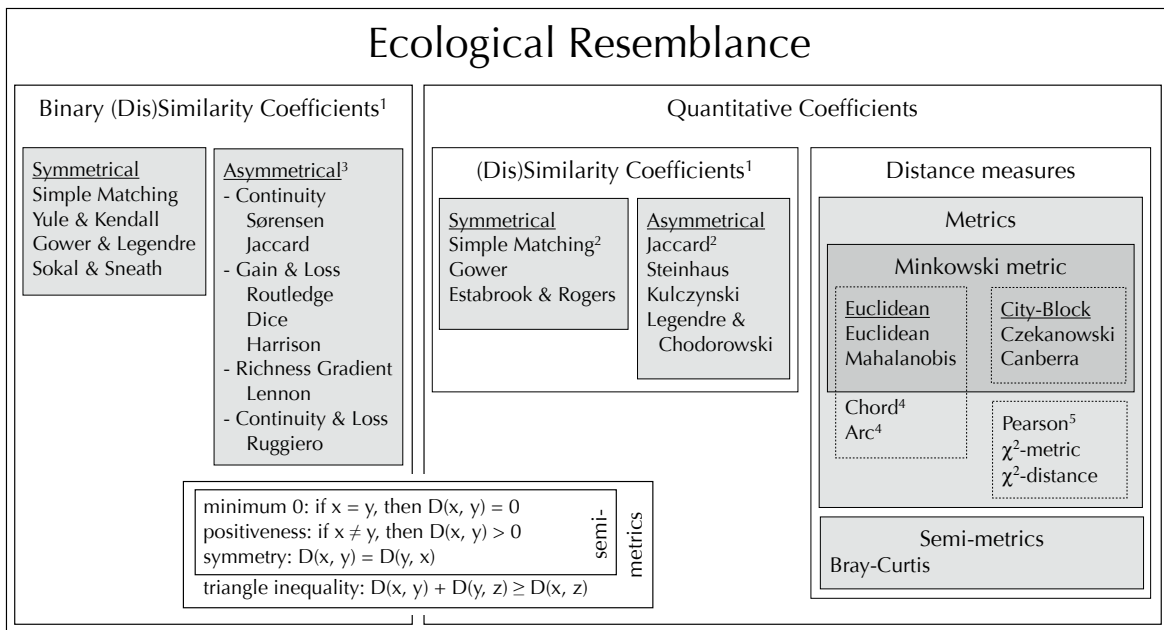 Ecological Resemblance
Binary (Dis)Similarity Coefficients¹
Symmetrical
Simple Matching
Yule & Kendall
Gower & Legendre
Sokal & Sneath
Asymmetrical³
- Continuity
Sørensen
Jaccard
- Gain & Loss
Routledge
Dice
Harrison
- Richness Gradient
Lennon
- Continuity & Loss
Ruggiero
Quantitative Coefficients
(Dis)Similarity Coefficients¹
Symmetrical
Simple Matching²
Gower
Estabrook & Rogers
Asymmetrical
Jaccard²
Steinhaus
Kulczynski
Legendre &
Chodorowski
Distance measures
Metrics
Minkowski metric
Euclidean
Euclidean
Mahalanobis
Chord⁴
Arc⁴
City-Block
Czekanowski
Canberra
Pearson⁵
χ²-metric
χ²-distance
Semi-metrics
Bray-Curtis
minimum 0: if x = y, then D(x, y) = 0
positiveness: if x ≠ y, then D(x, y) > 0
symmetry: D(x, y) = D(y, x)
semi-
metrics
triangle inequality: D(x, y) + D(y, z) ≥ D(x, z)